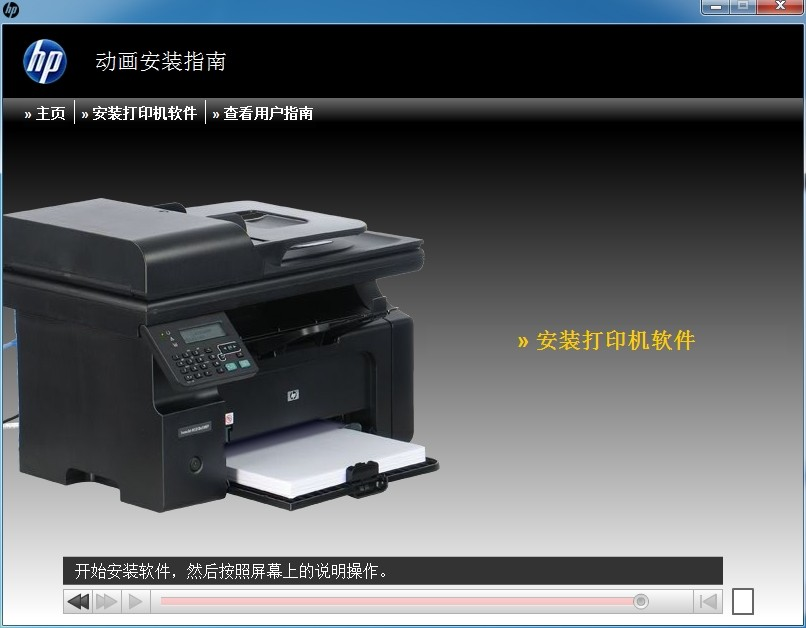 hp
hp 动画安装指南
» 主页 » 安装打印机软件 » 查看用户指南
» 安装打印机软件
hp
开始安装软件，然后按照屏幕上的说明操作。